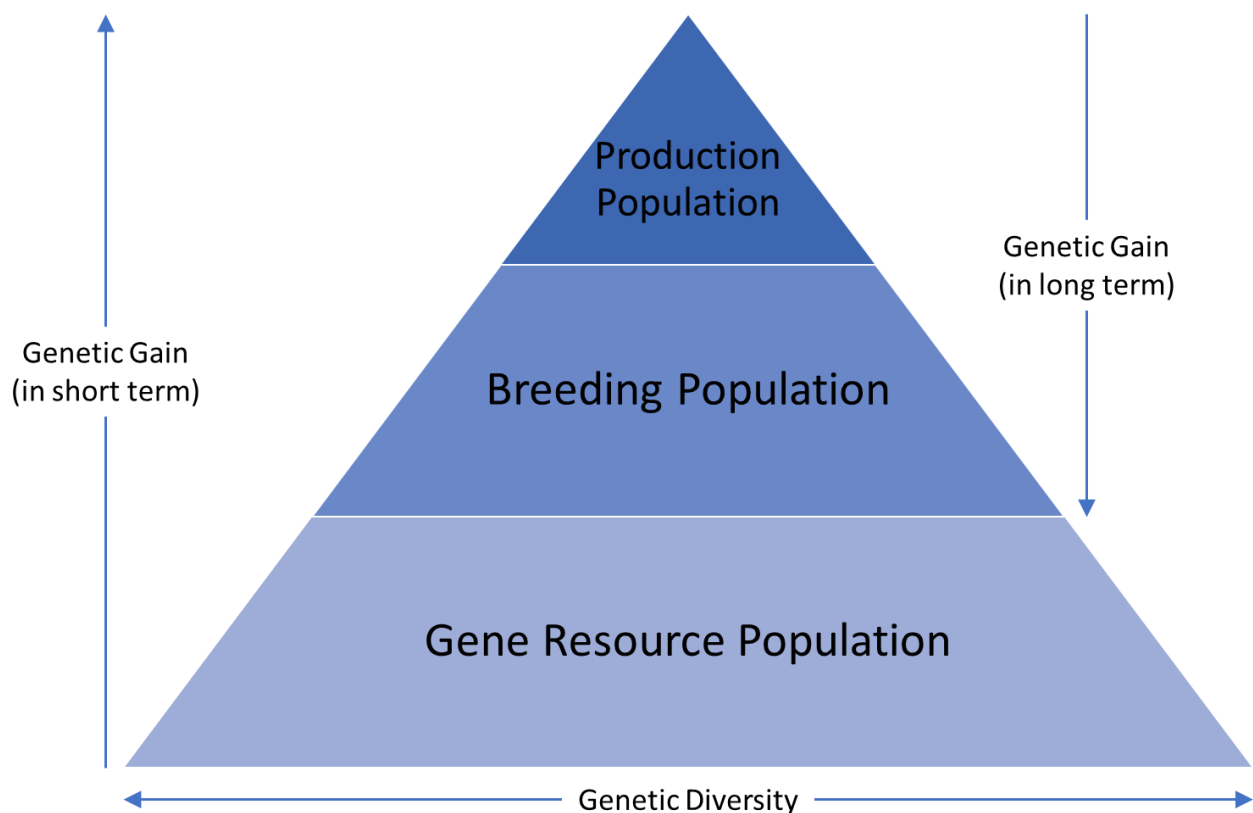 Production
Population
Genetic Gain
(in long term)
Genetic Gain
(in short term)
Breeding Population
Gene Resource Population
Genetic Diversity